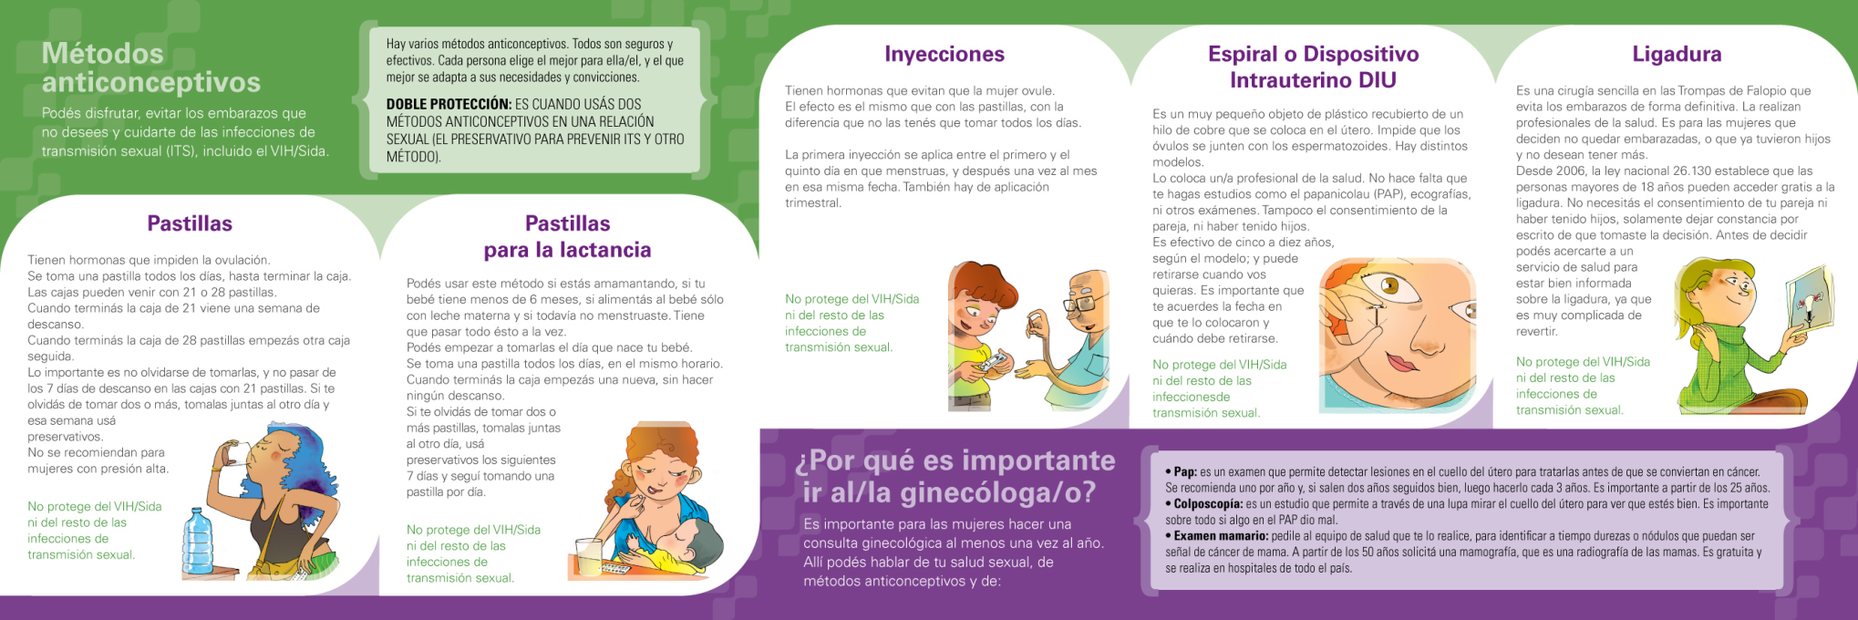 Métodos
anticonceptivos
Podés disfrutar, evitar los embarazos que
no desees y cuidarte de las infecciones de
transmisión sexual (ITS), incluido el VIH/Sida.
Hay varios métodos anticonceptivos. Todos son seguros y
efectivos. Cada persona elige el mejor para ella/el, y el que
mejor se adapta a sus necesidades y convicciones.
DOBLE PROTECCIÓN: ES CUANDO USÁS DOS
MÉTODOS ANTICONCEPTIVOS EN UNA RELACIÓN
SEXUAL (EL PRESERVATIVO PARA PREVENIR ITS Y OTRO
MÉTODO).
Pastillas
Tienen hormonas que impiden la ovulación.
Se toma una pastilla todos los días, hasta terminar la caja.
Las cajas pueden venir con 21 o 28 pastillas.
Cuando terminás la caja de 21 viene una semana de
descanso.
Cuando terminás la caja de 28 pastillas empezás otra caja
seguida.
Lo importante es no olvidarse de tomarlas, y no pasar de
los 7 días de descanso en las cajas con 21 pastillas. Si te
olvidás de tomar dos o más, tomalas juntas al otro día y
esa semana usá
preservativos.
No se recomiendan para
mujeres con presión alta.
No protege del VIH/Sida
ni del resto de las
infecciones de
transmisión sexual.
Pastillas
para la lactancia
Podés usar este método si estás amamantando, si tu
bebé tiene menos de 6 meses, si alimentás al bebé sólo
con leche materna y si todavía no menstruaste. Tiene
que pasar todo ésto a la vez.
Podés empezar a tomarlas el día que nace tu bebé.
Se toma una pastilla todos los días, en el mismo horario.
Cuando terminás la caja empezás una nueva, sin hacer
ningún descanso.
Si te olvidás de tomar dos o
más pastillas, tomalas juntas
al otro día, usá
preservativos los siguientes
7 días y seguí tomando una
pastilla por día.
No protege del VIH/Sida
ni del resto de las
infecciones de
transmisión sexual.
Inyecciones
Tienen hormonas que evitan que la mujer ovule.
El efecto es el mismo que con las pastillas, con la
diferencia que no las tenés que tomar todos los días.
La primera inyección se aplica entre el primero y el
quinto día en que menstruas, y después una vez al mes
en esa misma fecha. También hay de aplicación
trimestral.
No protege del VIH/Sida
ni del resto de las
infecciones de
transmisión sexual.
Espiral o Dispositivo
Intrauterino DIU
Es un muy pequeño objeto de plástico recubierto de un
hilo de cobre que se coloca en el útero. Impide que los
óvulos se junten con los espermatozoides. Hay distintos
modelos.
Lo coloca un/a profesional de la salud. No hace falta que
te hagas estudios como el papanicolau (PAP), ecografías,
ni otros exámenes. Tampoco el consentimiento de la
pareja, ni haber tenido hijos.
Es efectivo de cinco a diez años,
según el modelo; y puede
retirarse cuando vos
quieras. Es importante que
te acuerdes la fecha en
que te lo colocaron y
cuándo debe retirarse.
No protege del VIH/Sida
ni del resto de las
infeccionesde
transmisión sexual.
Ligadura
Es una cirugía sencilla en las Trompas de Falopio que
evita los embarazos de forma definitiva. La realizan
profesionales de la salud. Es para las mujeres que
deciden no quedar embarazadas, o que ya tuvieron hijos
y no desean tener más.
Desde 2006, la ley nacional 26.130 establece que las
personas mayores de 18 años pueden acceder gratis a la
ligadura. No necesitás el consentimiento de tu pareja ni
haber tenido hijos, solamente dejar constancia por
escrito de que tomaste la decisión. Antes de decidir
podés acercarte a un
servicio de salud para
estar bien informada
sobre la ligadura, ya que
es muy complicada de
revertir.
No protege del VIH/Sida
ni del resto de las
infecciones de
transmisión sexual.
¿Por qué es importante
ir al/la ginecóloga/o?
Es importante para las mujeres hacer una
consulta ginecológica al menos una vez al año.
Allí podés hablar de tu salud sexual, de
métodos anticonceptivos y de:
• Pap: es un examen que permite detectar lesiones en el cuello del útero para tratarlas antes de que se conviertan en cáncer.
Se recomienda uno por año y, si salen dos años seguidos bien, luego hacerlo cada 3 años. Es importante a partir de los 25 años.
• Colposcopía: es un estudio que permite a través de una lupa mirar el cuello del útero para ver que estés bien. Es importante
sobre todo si algo en el PAP dio mal.
• Examen mamario: pedile al equipo de salud que te lo realice, para identificar a tiempo durezas o nódulos que puedan ser
señal de cáncer de mama. A partir de los 50 años solicitá una mamografía, que es una radiografía de las mamas. Es gratuita y
se realiza en hospitales de todo el país.